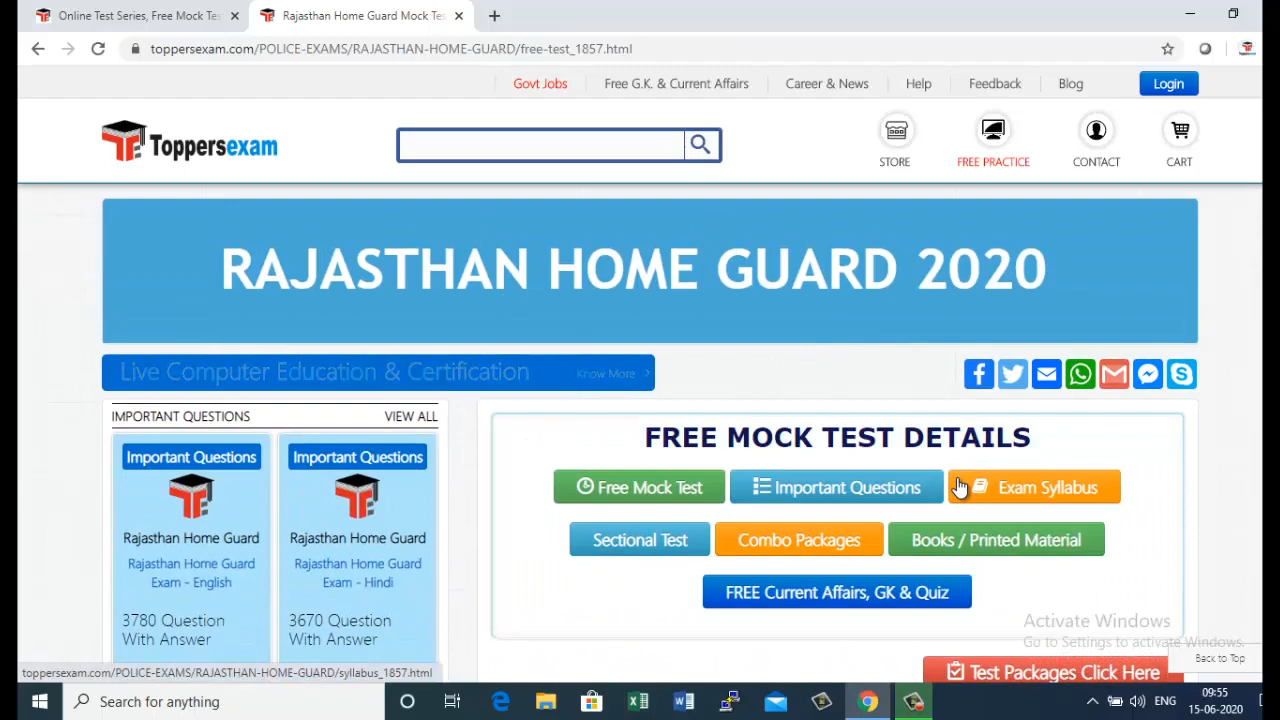 Online Test Series, Free Mock Tes
Rajasthan Home Guard Mock Tes
toppersexam.com/POLICE-EXAMS/RAJASTHAN-HOME-GUARD/free-test_1857.html
Govt Jobs
Free G.K. & Current Affairs
Career & News
Help
Feedback
Blog
Login
Toppersexam
STORE
FREE PRACTICE
CONTACT
CART
RAJASTHAN HOME GUARD 2020
Live Computer Education & Certification
Know More
IMPORTANT QUESTIONS
VIEW ALL
Important Questions
Rajasthan Home Guard
Rajasthan Home Guard
Exam - English
3780 Question
With Answer
Important Questions
Rajasthan Home Guard
Rajasthan Home Guard
Exam - Hindi
3670 Question
With Answer
FREE MOCK TEST DETAILS
Free Mock Test
Important Questions
Exam Syllabus
Sectional Test
Combo Packages
Books / Printed Material
FREE Current Affairs, GK & Quiz
Activate Windows
Go to Settings to activate Windows.
Back to Top
Test Packages Click Here
toppersexam.com/POLICE-EXAMS/RAJASTHAN-HOME-GUARD/syllabus_1857.html
Search for anything
ENG
09:55
15-06-2020